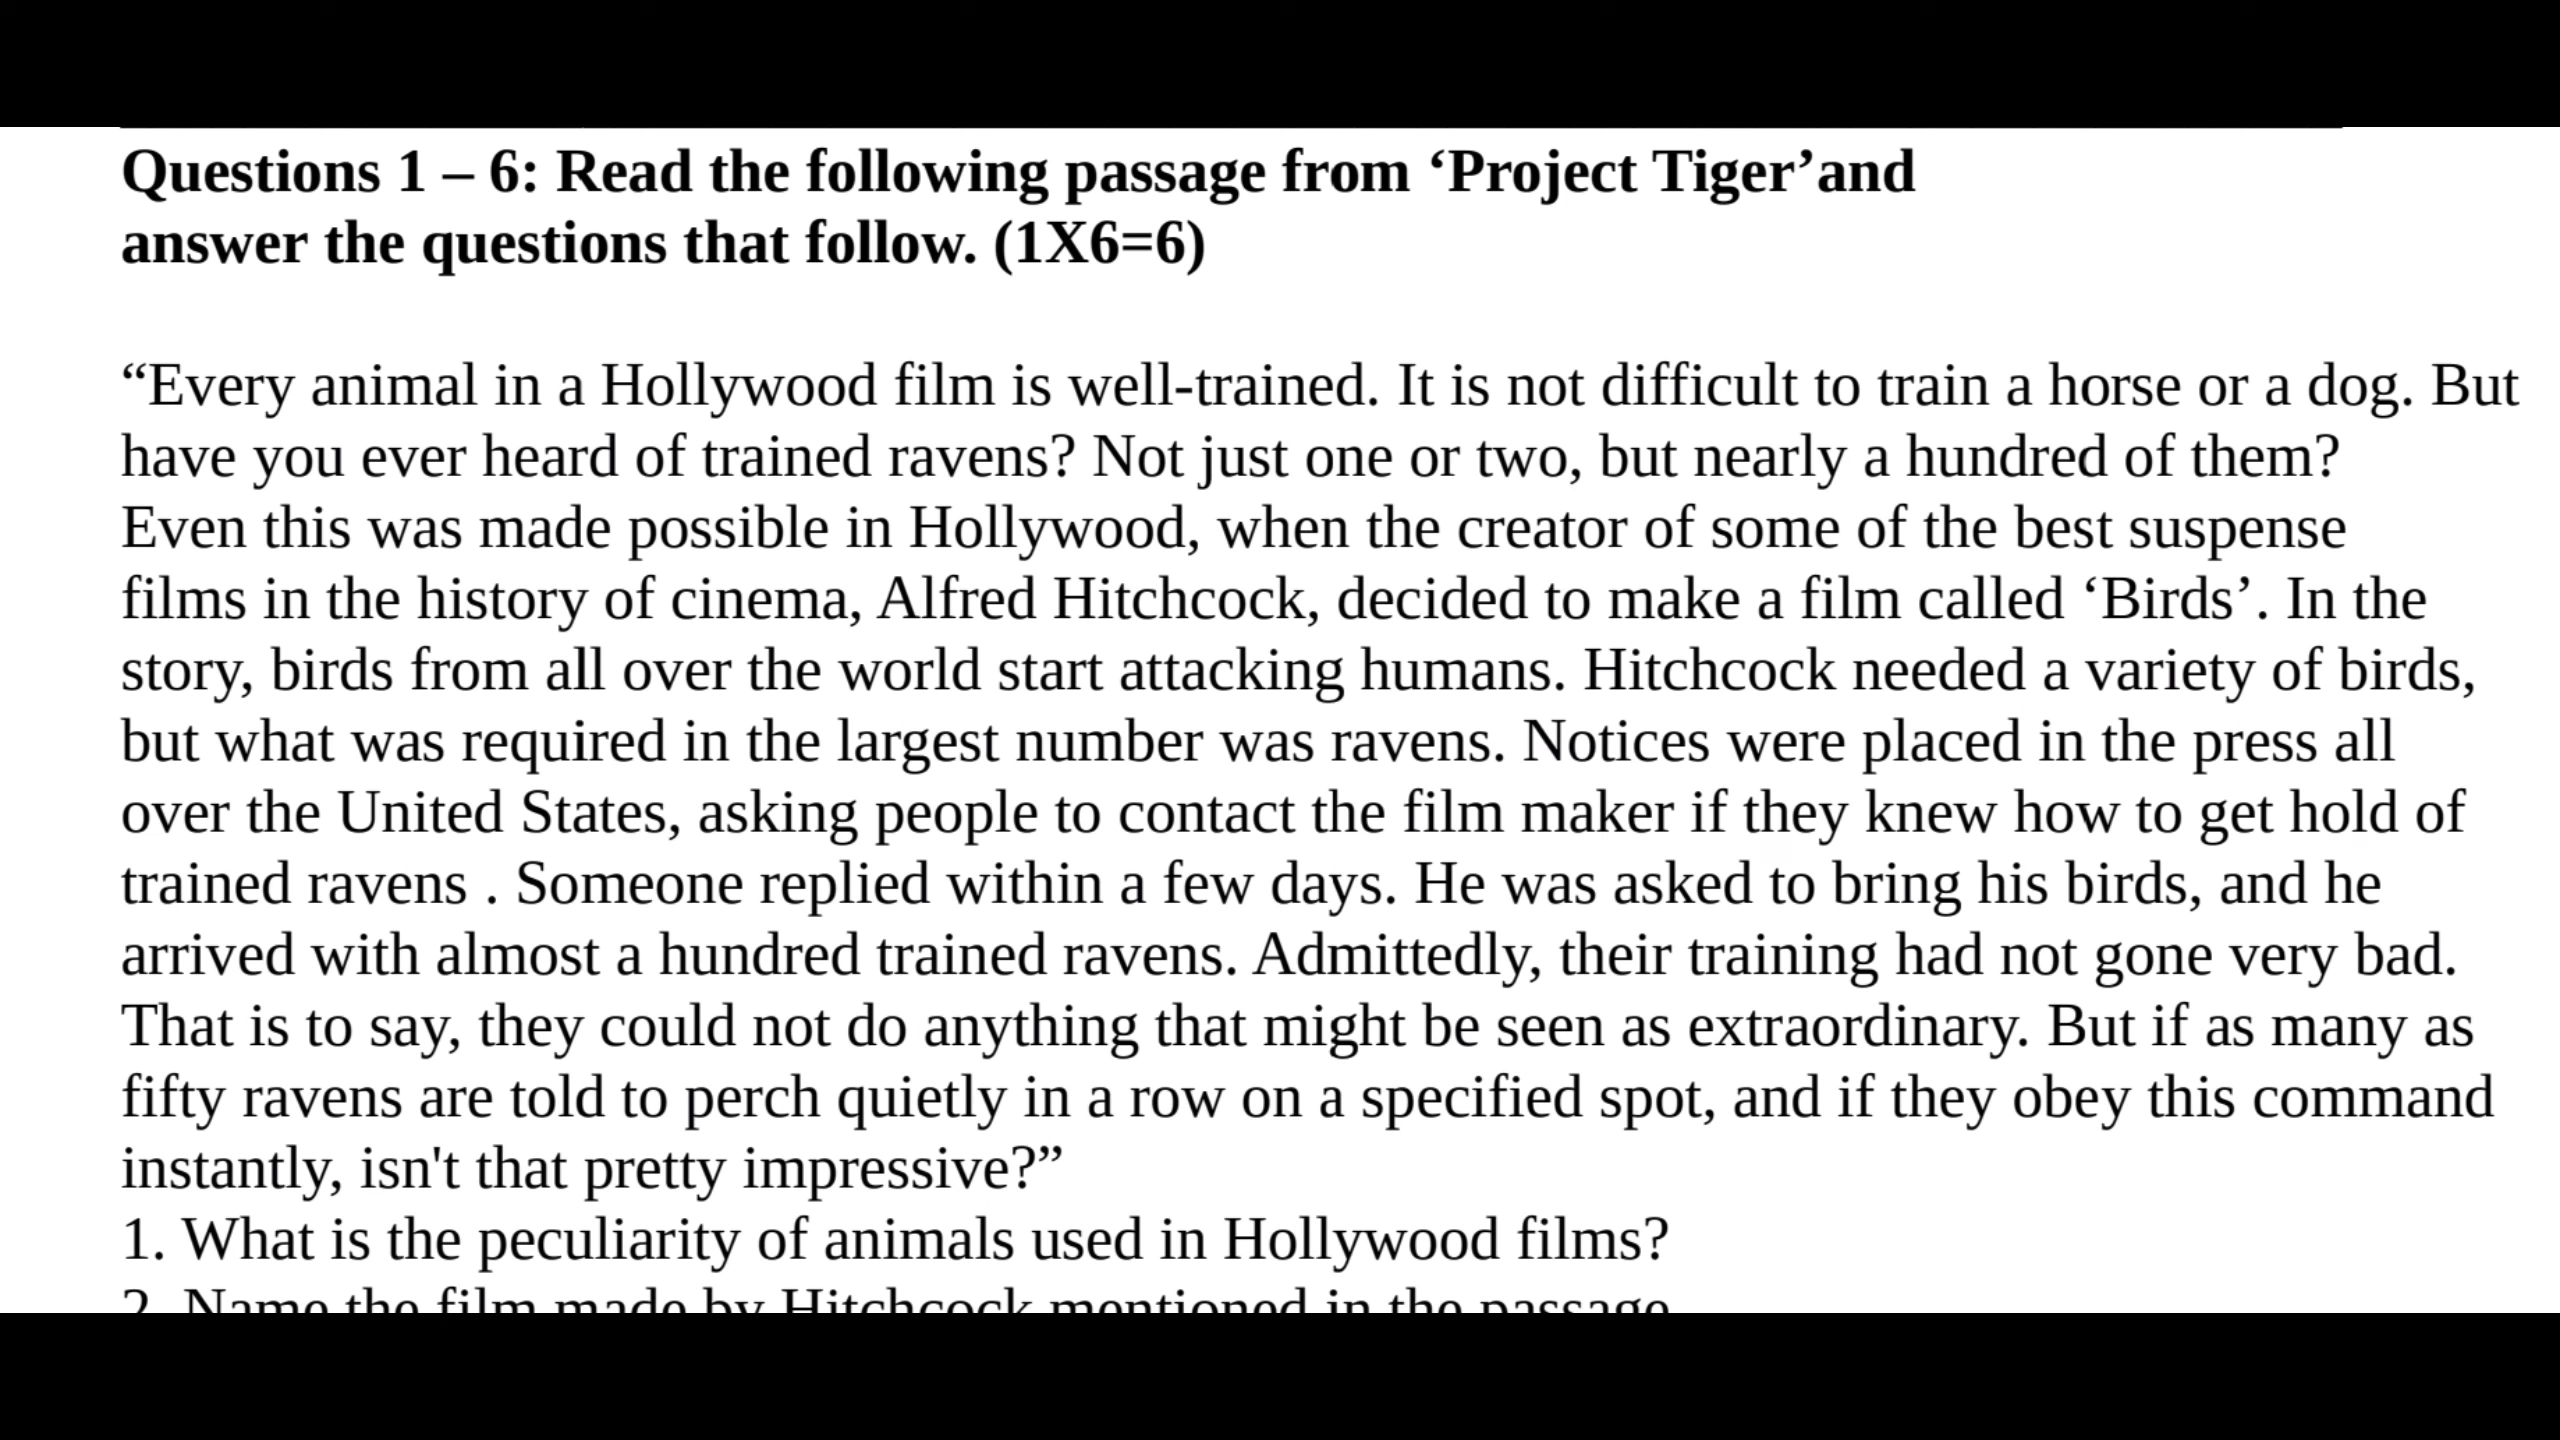 Questions 1 – 6: Read the following passage from ‘Project Tiger’and
answer the questions that follow. (1X6=6)
“Every animal in a Hollywood film is well-trained. It is not difficult to train a horse or a dog. But
have you ever heard of trained ravens? Not just one or two, but nearly a hundred of them?
Even this was made possible in Hollywood, when the creator of some of the best suspense
films in the history of cinema, Alfred Hitchcock, decided to make a film called ‘Birds’. In the
story, birds from all over the world start attacking humans. Hitchcock needed a variety of birds,
but what was required in the largest number was ravens. Notices were placed in the press all
over the United States, asking people to contact the film maker if they knew how to get hold of
trained ravens . Someone replied within a few days. He was asked to bring his birds, and he
arrived with almost a hundred trained ravens. Admittedly, their training had not gone very bad.
That is to say, they could not do anything that might be seen as extraordinary. But if as many as
fifty ravens are told to perch quietly in a row on a specified spot, and if they obey this command
instantly, isn't that pretty impressive?”
1. What is the peculiarity of animals used in Hollywood films?
2. Name the film made by Hitchcock mentioned in the passage